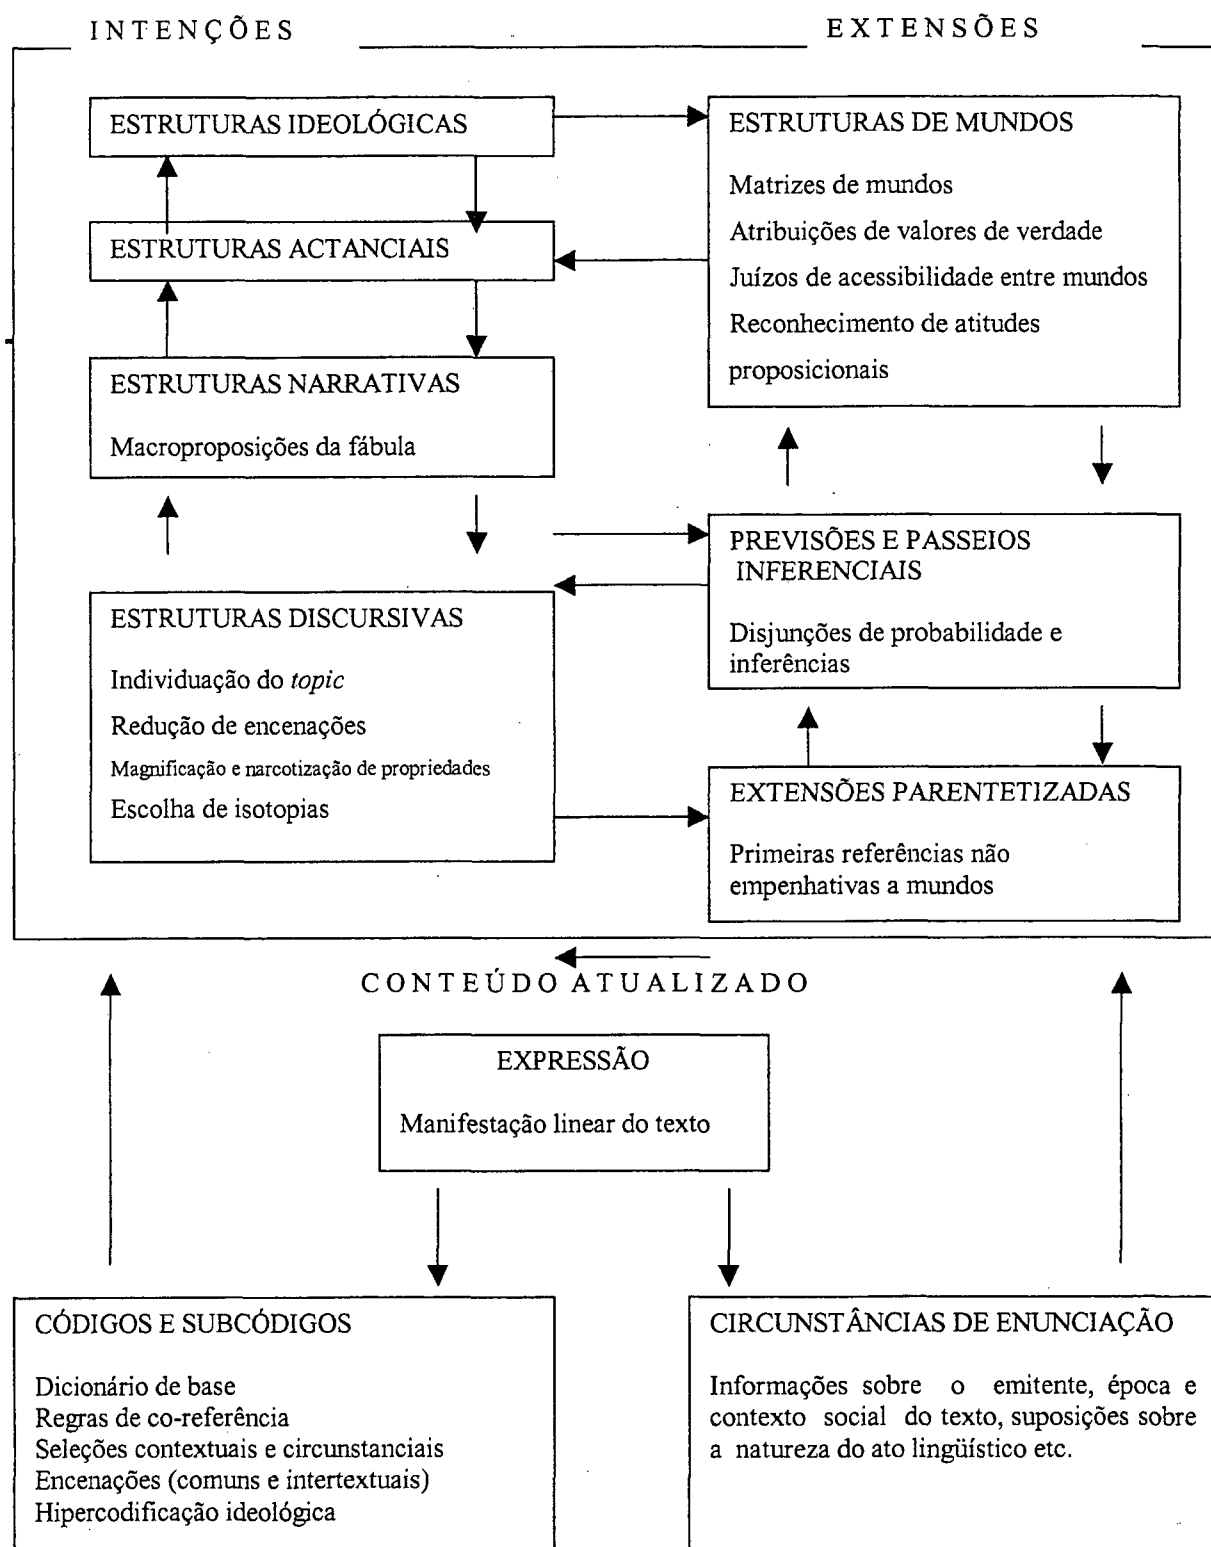 INTENÇÕES
EXTENSÕES
ESTRUTURAS IDEOLÓGICAS
ESTRUTURAS ACTANCIAIS
ESTRUTURAS NARRATIVAS
Macroproposições da fábula
ESTRUTURAS DISCURSIVAS
Individuação do topic
Redução de encenações
Magnificação e narcotização de propriedades
Escolha de isotopias
ESTRUTURAS DE MUNDOS
Matrizes de mundos
Atribuições de valores de verdade
Juízos de acessibilidade entre mundos
Reconhecimento de atitudes
proposicionais
PREVISÕES E PASSEIOS
INFERENCIAIS
Disjunções de probabilidade e
inferências
EXTENSÕES PARENTETIZADAS
Primeiras referências não
empenhativas a mundos
CONTEÚDO ATUALIZADO
EXPRESSÃO
Manifestação linear do texto
CÓDIGOS E SUBCÓDIGOS
Dicionário de base
Regras de co-referência
Seleções contextuais e circunstanciais
Encenações (comuns e intertextuais)
Hipercodificação ideológica
CIRCUNSTÂNCIAS DE ENUNCIAÇÃO
Informações sobre o emitente, época e
contexto social do texto, suposições sobre
a natureza do ato lingüístico etc.